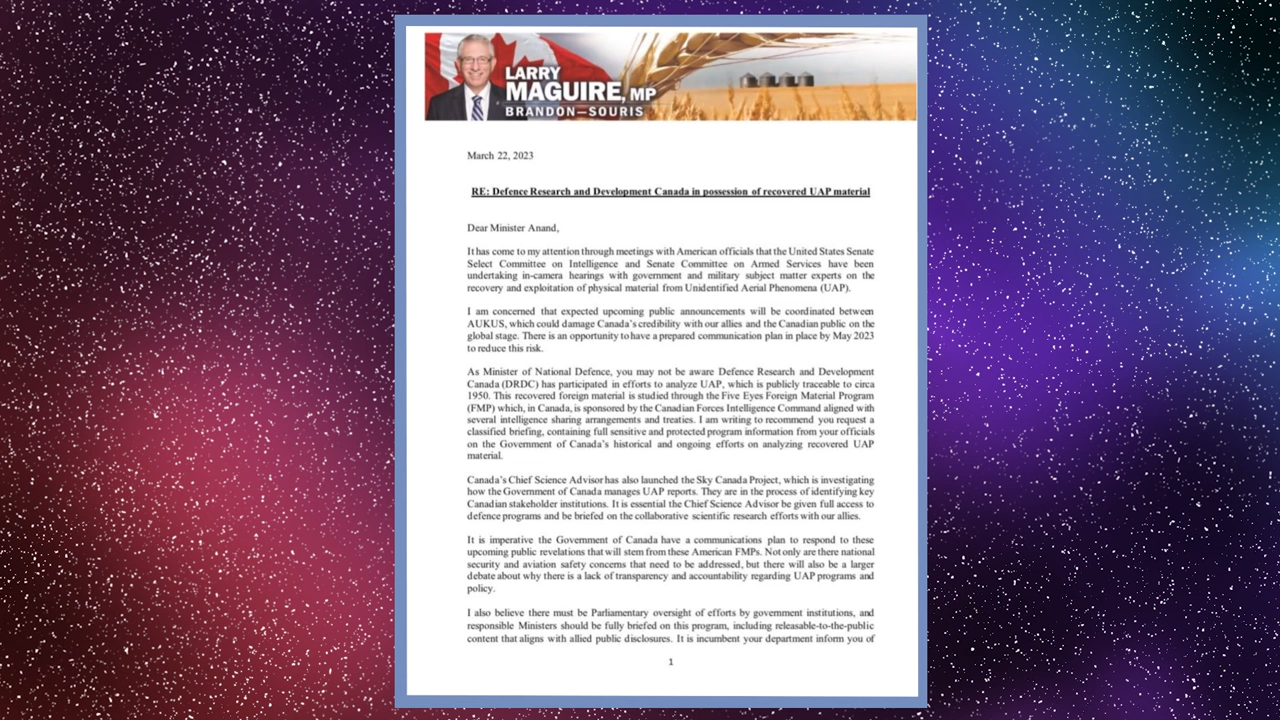 LARRY
MAGUIRE, MP
BRANDON—SOURIS
March 22, 2023
RE: Defence Research and Development Canada in possession of recovered UAP material
Dear Minister Anand,
It has come to my attention through meetings with American officials that the United States Senate
Select Committee on Intelligence and Senate Committee on Armed Services have been
undertaking in-camera hearings with government and military subject matter experts on the
recovery and exploitation of physical material from Unidentified Aerial Phenomena (UAP).
I am concerned that expected upcoming public announcements will be coordinated between
AUKUS, which could damage Canada's credibility with our allies and the Canadian public on the
global stage. There is an opportunity to have a prepared communication plan in place by May 2023
to reduce this risk.
As Minister of National Defence, you may not be aware Defence Research and Development
Canada (DRDC) has participated in efforts to analyze UAP, which is publicly traceable to circa
1950. This recovered foreign material is studied through the Five Eyes Foreign Material Program
(FMP) which, in Canada, is sponsored by the Canadian Forces Intelligence Command aligned with
several intelligence sharing arrangements and treaties. I am writing to recommend you request a
classified briefing, containing full sensitive and protected program information from your officials
on the Government of Canada's historical and ongoing efforts on analyzing recovered UAP
material.
Canada's Chief Science Advisor has also launched the Sky Canada Project, which is investigating
how the Government of Canada manages UAP reports. They are in the process of identifying key
Canadian stakeholder institutions. It is essential the Chief Science Advisor be given full access to
defence programs and be briefed on the collaborative scientific research efforts with our allies.
It is imperative the Government of Canada have a communications plan to respond to these
upcoming public revelations that will stem from these American FMPs. Not only are there national
security and aviation safety concerns that need to be addressed, but there will also be a larger
debate about why there is a lack of transparency and accountability regarding UAP programs and
policy.
I also believe there must be Parliamentary oversight of efforts by government institutions, and
responsible Ministers should be fully briefed on this program, including releasable-to-the-public
content that aligns with allied public disclosures. It is incumbent your department inform you of
1